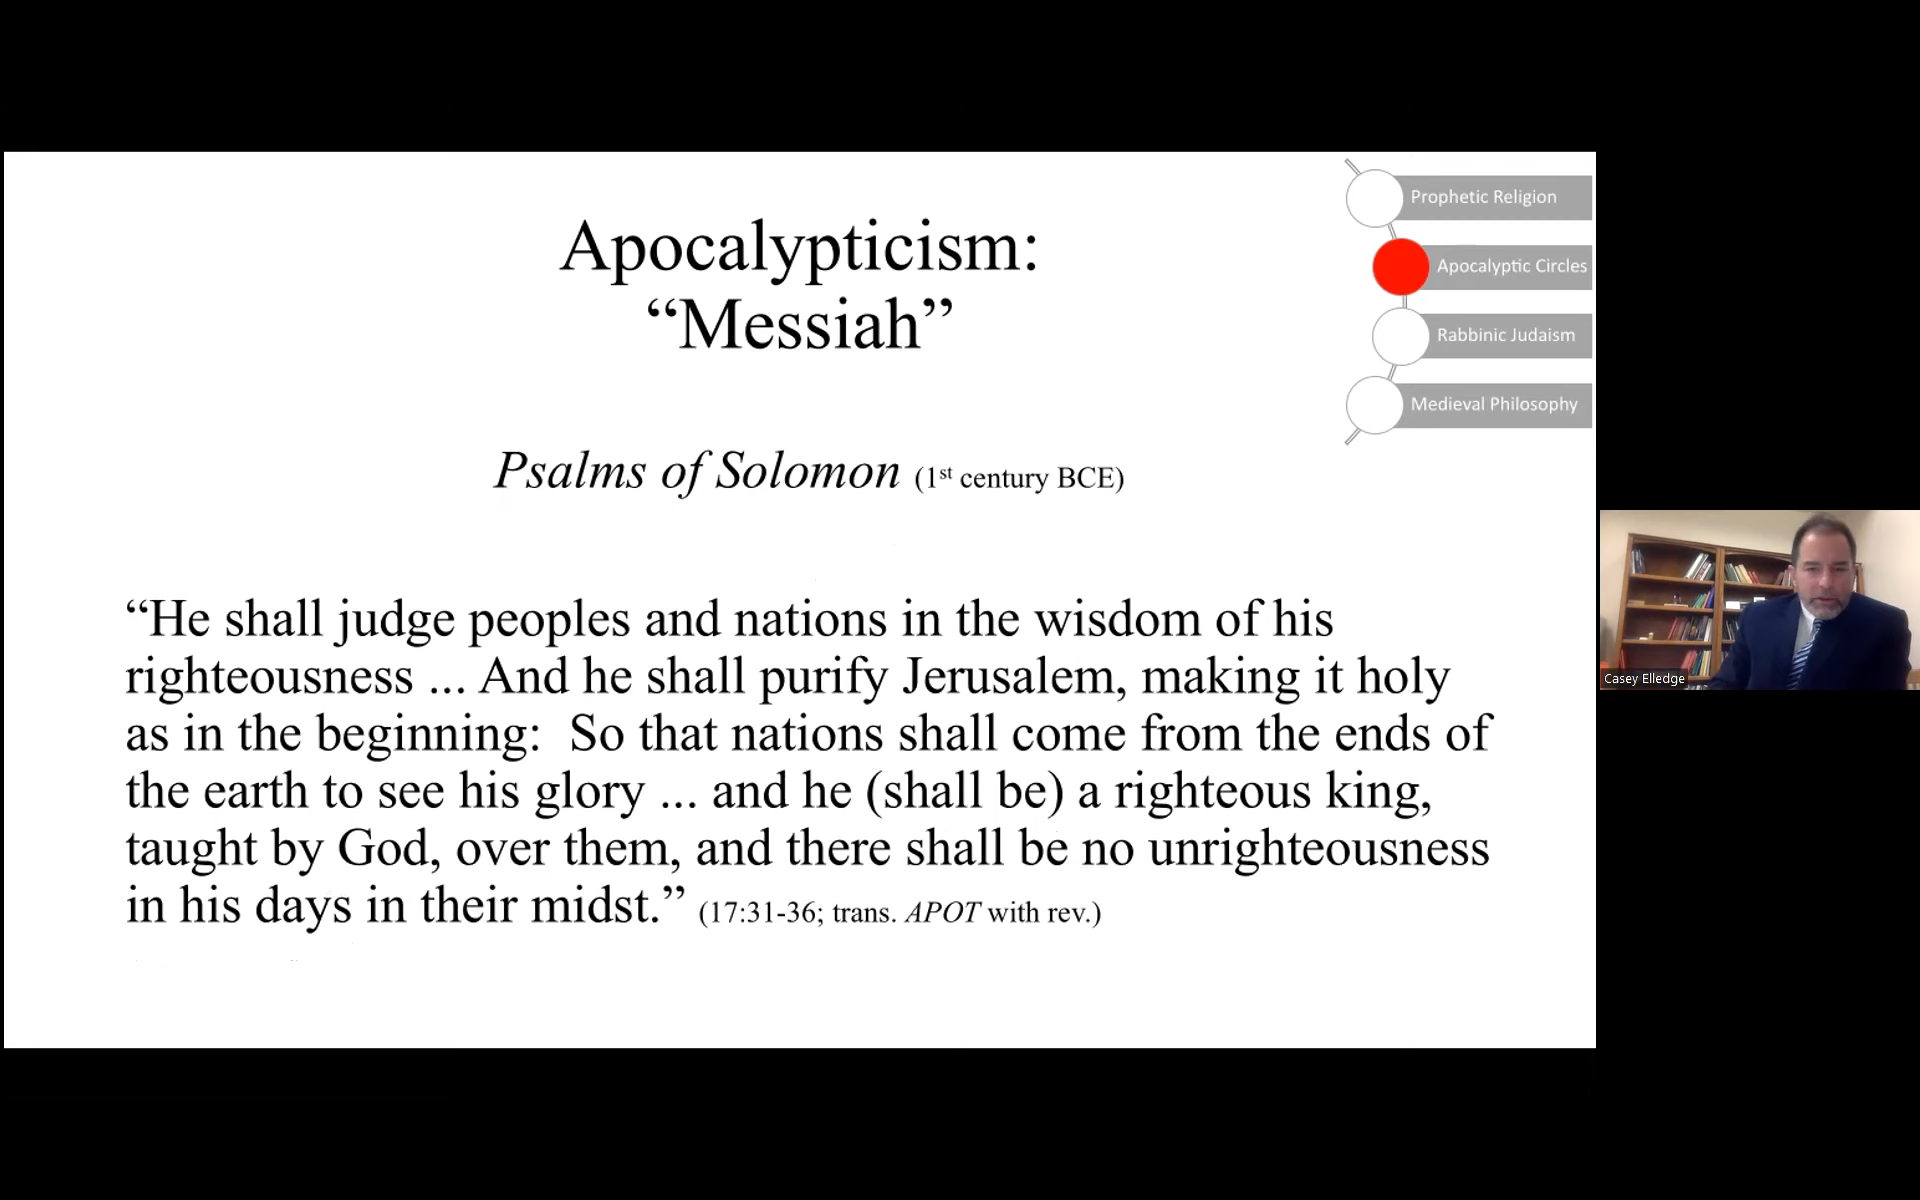 Apocalypticism:
“Messiah”
Prophetic Religion
Apocalyptic Circles
Rabbinic Judaism
Medieval Philosophy
Psalms of Solomon (1st century BCE)
“He shall judge peoples and nations in the wisdom of his
righteousness ... And he shall purify Jerusalem, making it holy
as in the beginning:  So that nations shall come from the ends of
the earth to see his glory ... and he (shall be) a righteous king,
taught by God, over them, and there shall be no unrighteousness
in his days in their midst.” (17:31-36; trans. APOT with rev.)
Casey Elledge